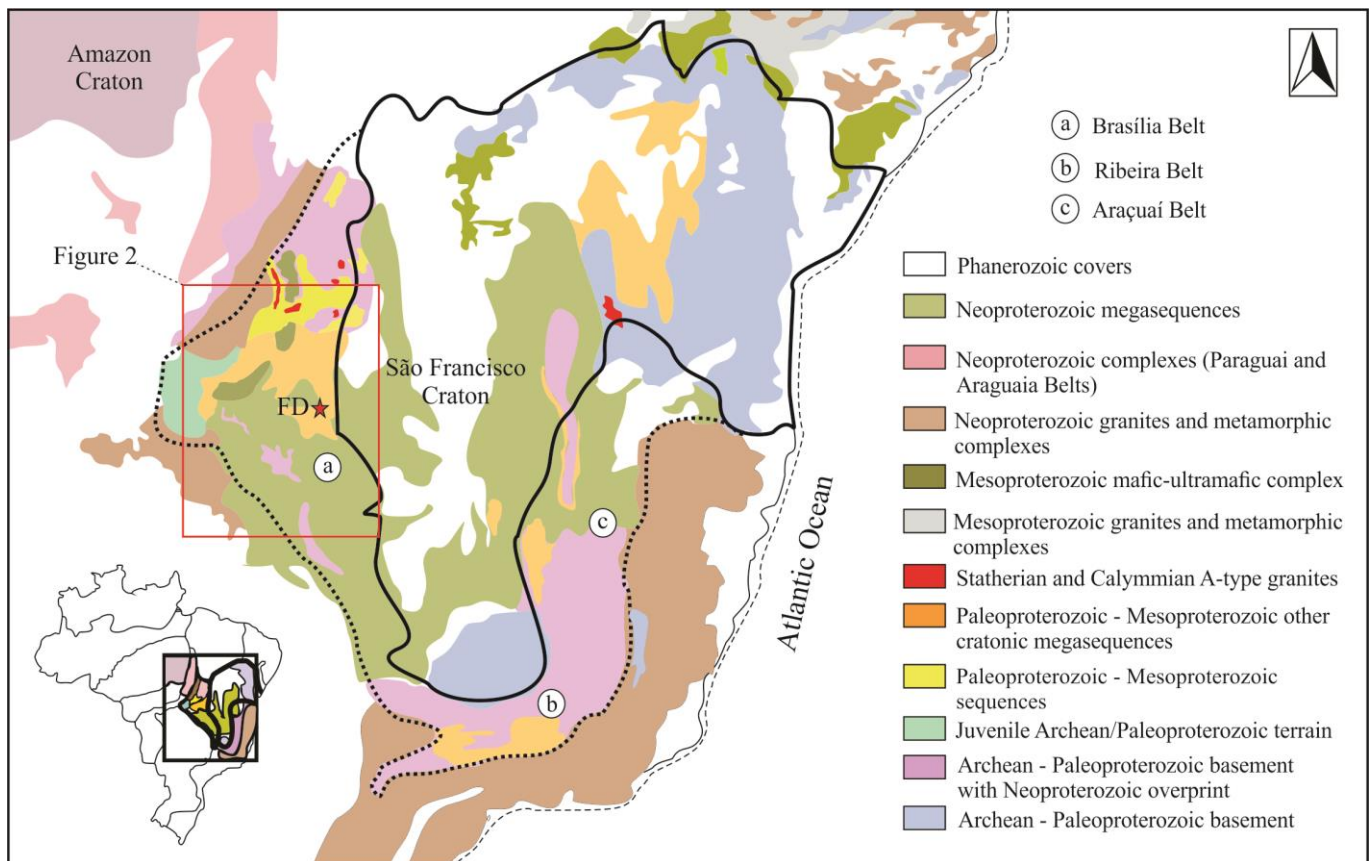 Amazon
Craton
Figure 2
São Francisco
Craton
FD
a
b
c
Atlantic Ocean
a Brasília Belt
b Ribeira Belt
c Araçuaí Belt
Phanerozoic covers
Neoproterozoic megasequences
Neoproterozoic complexes (Paraguai and
Araguaia Belts)
Neoproterozoic granites and metamorphic
complexes
Mesoproterozoic mafic-ultramafic complex
Mesoproterozoic granites and metamorphic
complexes
Statherian and Calymmian A-type granites
Paleoproterozoic - Mesoproterozoic other
cratonic megasequences
Paleoproterozoic - Mesoproterozoic
sequences
Juvenile Archean/Paleoproterozoic terrain
Archean - Paleoproterozoic basement
with Neoproterozoic overprint
Archean - Paleoproterozoic basement